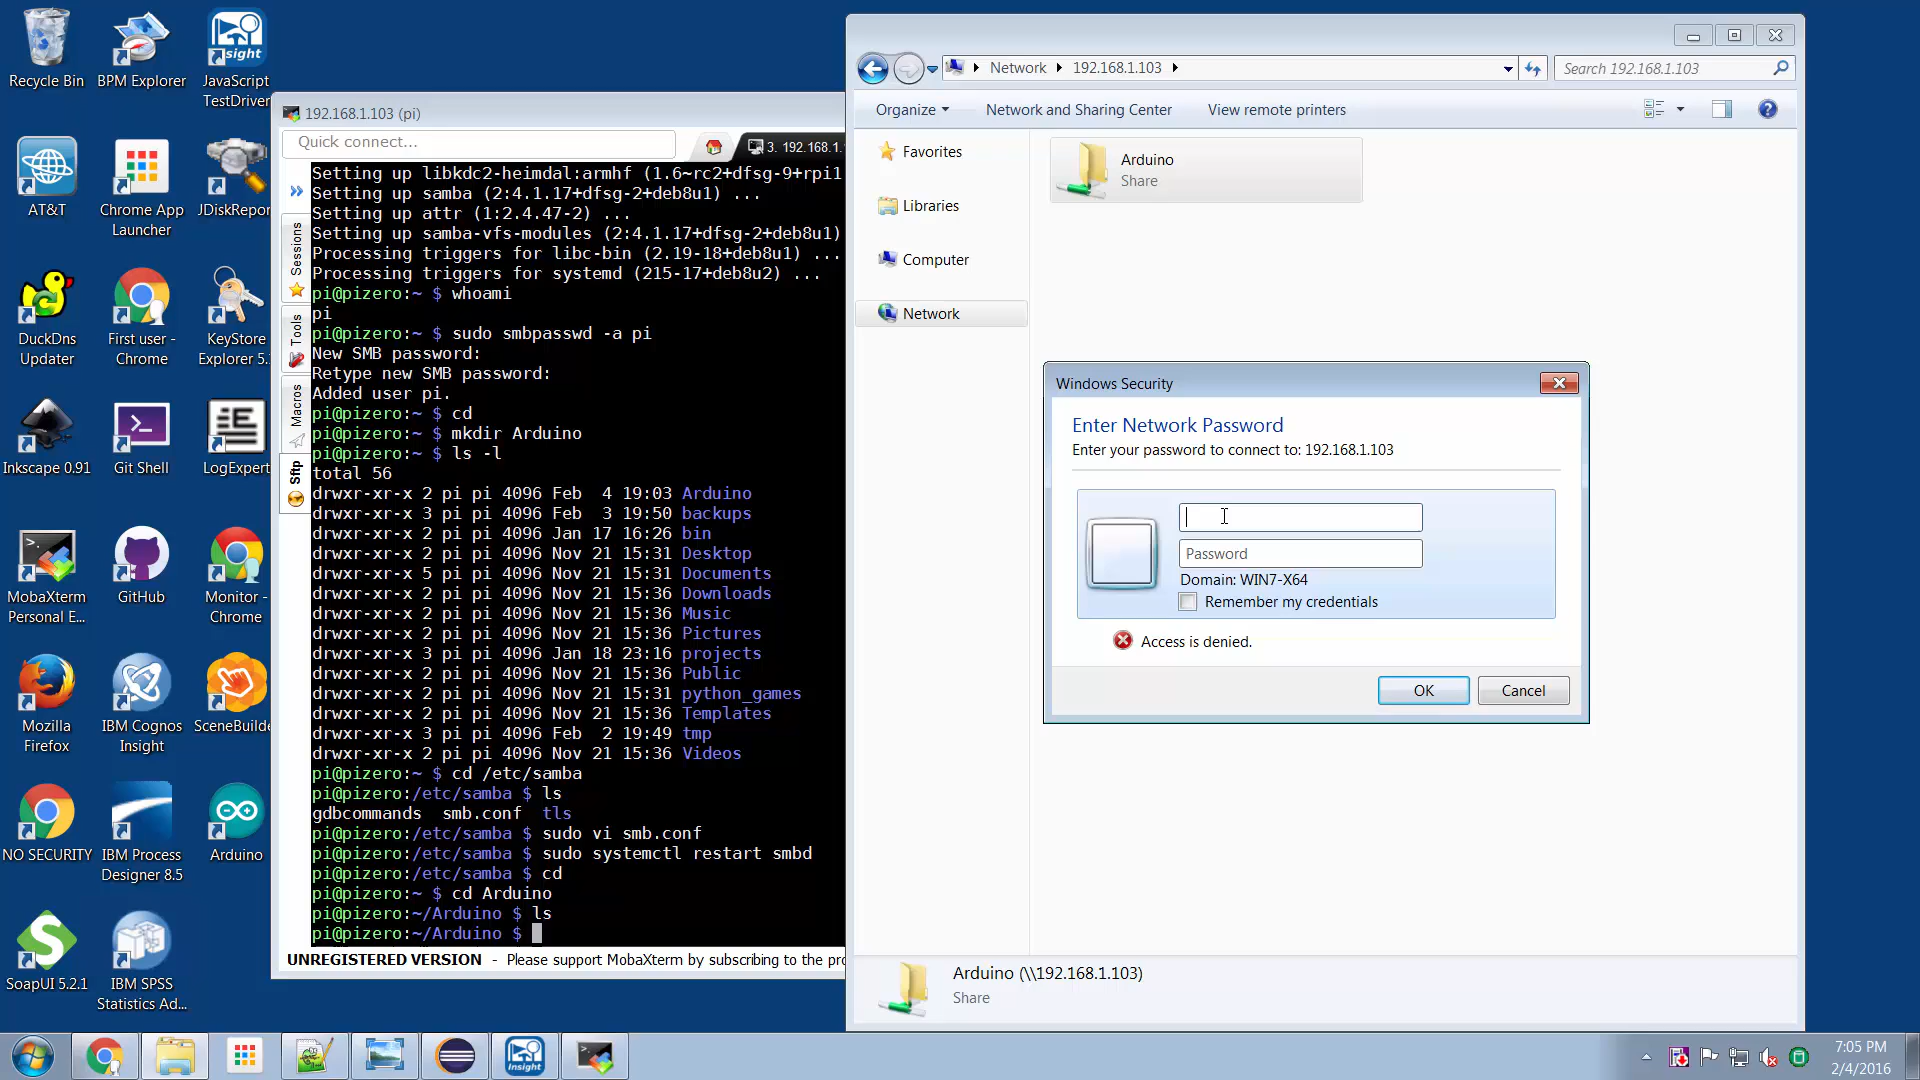 Recycle Bin
BPM Explorer
JavaScript
TestDriver
AT&T
Chrome App
Launcher
JDiskRepor
DuckDns
Updater
First user -
Chrome
KeyStore
Explorer 5.
Inkscape 0.91
Git Shell
LogExpert
MobaXterm
Personal E...
GitHub
Monitor -
Chrome
Mozilla
Firefox
IBM Cognos
Insight
SceneBuilde
NO SECURITY
IBM Process
Designer 8.5
Arduino
SoapUI 5.2.1
IBM SPSS
Statistics Ad...
192.168.1.103 (pi)
Quick connect...
3. 192.168.1.
Sessions
Tools
Macros
Sftp
Setting up libkdc2-heimdal:armhf (1.6~rc2+dfsg-9+rpi1
Setting up samba (2:4.1.17+dfsg-2+deb8u1) ...
Setting up attr (1:2.4.47-2) ...
Setting up samba-vfs-modules (2:4.1.17+dfsg-2+deb8u1)
Processing triggers for libc-bin (2.19-18+deb8u1) ...
Processing triggers for systemd (215-17+deb8u2) ...
pi@pizero:~ $ whoami
pi
pi@pizero:~ $ sudo smbpasswd -a pi
New SMB password:
Retype new SMB password:
Added user pi.
pi@pizero:~ $ cd
pi@pizero:~ $ mkdir Arduino
pi@pizero:~ $ ls -l
total 56
drwxr-xr-x 2 pi pi 4096 Feb  4 19:03 Arduino
drwxr-xr-x 3 pi pi 4096 Feb  3 19:50 backups
drwxr-xr-x 2 pi pi 4096 Jan 17 16:26 bin
drwxr-xr-x 2 pi pi 4096 Nov 21 15:31 Desktop
drwxr-xr-x 5 pi pi 4096 Nov 21 15:31 Documents
drwxr-xr-x 2 pi pi 4096 Nov 21 15:36 Downloads
drwxr-xr-x 2 pi pi 4096 Nov 21 15:36 Music
drwxr-xr-x 2 pi pi 4096 Nov 21 15:36 Pictures
drwxr-xr-x 3 pi pi 4096 Jan 18 23:16 projects
drwxr-xr-x 2 pi pi 4096 Nov 21 15:36 Public
drwxr-xr-x 2 pi pi 4096 Nov 21 15:31 python_games
drwxr-xr-x 2 pi pi 4096 Nov 21 15:36 Templates
drwxr-xr-x 3 pi pi 4096 Feb  2 19:49 tmp
drwxr-xr-x 2 pi pi 4096 Nov 21 15:36 Videos
pi@pizero:~ $ cd /etc/samba
pi@pizero:/etc/samba $ ls
gdbcommands  smb.conf  tls
pi@pizero:/etc/samba $ sudo vi smb.conf
pi@pizero:/etc/samba $ sudo systemctl restart smbd
pi@pizero:/etc/samba $ cd
pi@pizero:~ $ cd Arduino
pi@pizero:~/Arduino $ ls
pi@pizero:~/Arduino $
UNREGISTERED VERSION - Please support MobaXterm by subscribing to the pro
Network 192.168.1.103
Search 192.168.1.103
Organize
Network and Sharing Center
View remote printers
Favorites
Libraries
Computer
Network
Arduino
Share
Windows Security
Enter Network Password
Enter your password to connect to: 192.168.1.103
Password
Domain: WIN7-X64
Remember my credentials
Access is denied.
OK
Cancel
Arduino (\\192.168.1.103)
Share
Insight
7:05 PM
2/4/2016